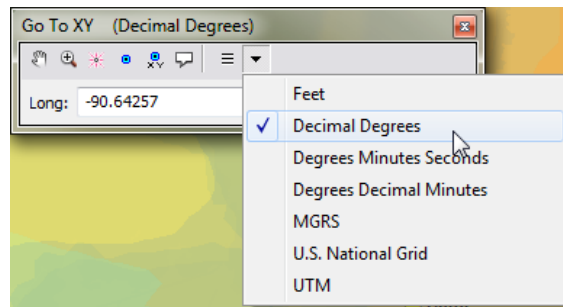 Go To XY (Decimal Degrees)
XY
Long: -90.64257
Feet
Decimal Degrees
Degrees Minutes Seconds
Degrees Decimal Minutes
MGRS
U.S. National Grid
UTM